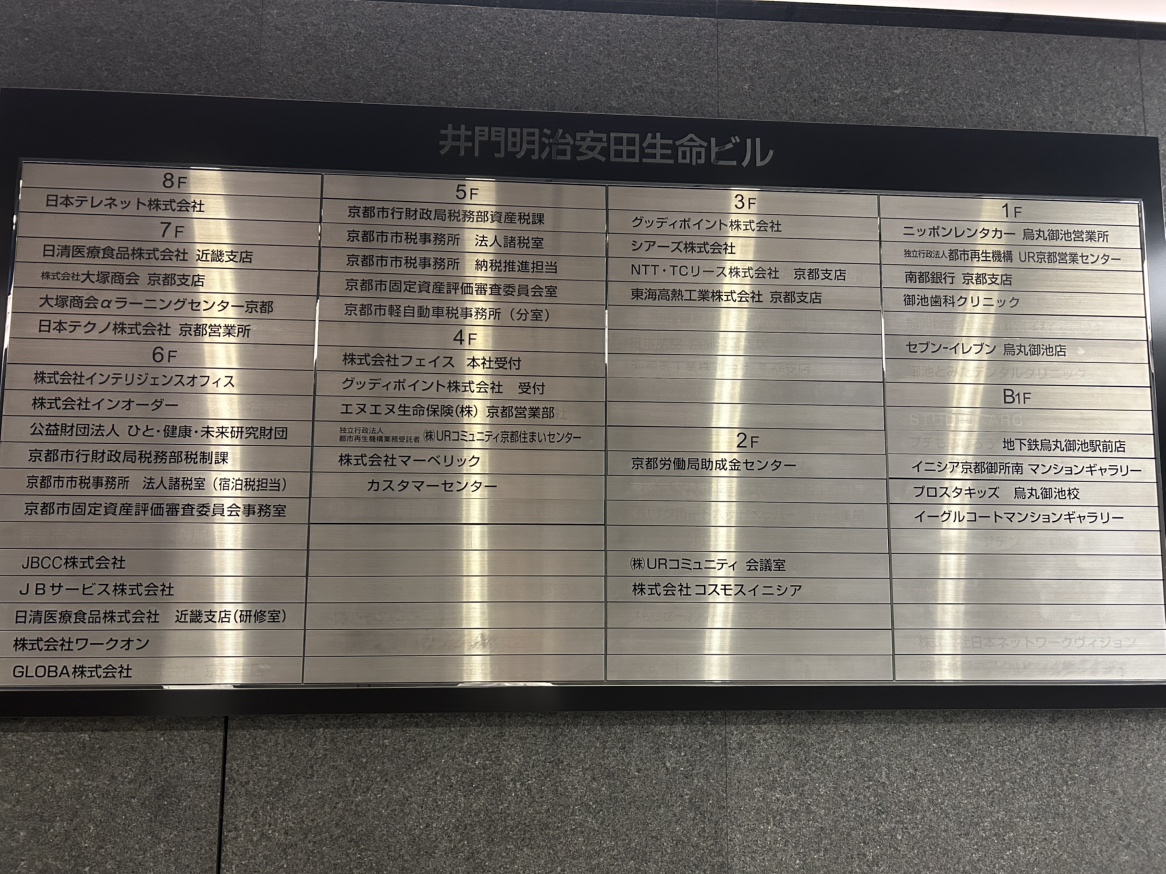 井門明治安田生命ビル
8F
日本テレネット株式会社
7F
日清医療食品株式会社 近畿支店
株式会社大塚商会 京都支店
大塚商会αラーニングセンター京都
日本テクノ株式会社 京都営業所
6F
株式会社インテリジェンスオフィス
株式会社インオーダー
公益財団法人 ひと・健康・未来研究財団
京都市行財政局税務部税制課
京都市市税事務所 法人諸税室（宿泊税担当）
京都市固定資産評価審査委員会事務室
JBCC株式会社
JBサービス株式会社
日清医療食品株式会社 近畿支店(研修室)
株式会社ワークオン
GLOBA株式会社
5F
京都市行財政局税務部資産税課
京都市市税事務所 法人諸税室
京都市市税事務所 納税推進担当
京都市固定資産評価審査委員会室
京都市軽自動車税事務所（分室）
4F
株式会社フェイス 本社受付
グッディポイント株式会社 受付
エヌエヌ生命保険(株) 京都営業部
独立行政法人
都市再生機構業務受託者 ㈱URコミュニティ京都住まいセンター
株式会社マーベリック
カスタマーセンター
3F
グッディポイント株式会社
シアーズ株式会社
NTT・TCリース株式会社 京都支店
東海高熱工業株式会社 京都支店
2F
京都労働局助成金センター
㈱URコミュニティ 会議室
株式会社コスモスイニシア
1F
ニッポンレンタカー 烏丸御池営業所
独立行政法人都市再生機構 UR京都営業センター
南都銀行 京都支店
御池歯科クリニック
セブン-イレブン 烏丸御池店
B1F
地下鉄烏丸御池駅前店
イニシア京都御所南 マンションギャラリー
プロスタキッズ 烏丸御池校
イーグルコートマンションギャラリー
株式会社日本ネットワークヴィジョン